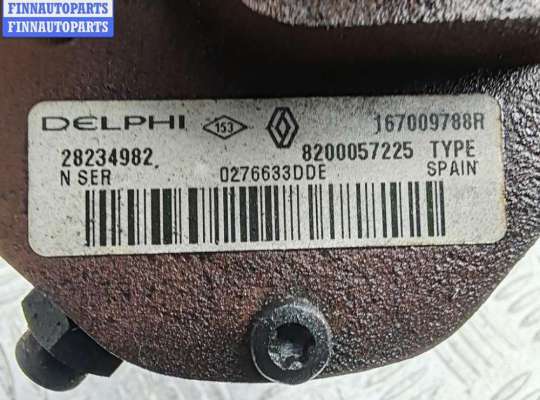 FINNAUTOPARTS
FINNAUTOPARTS
DELPHI 153 167009788R
28234982 8200057225 TYPE
N SER 0276633DDE SPAIN